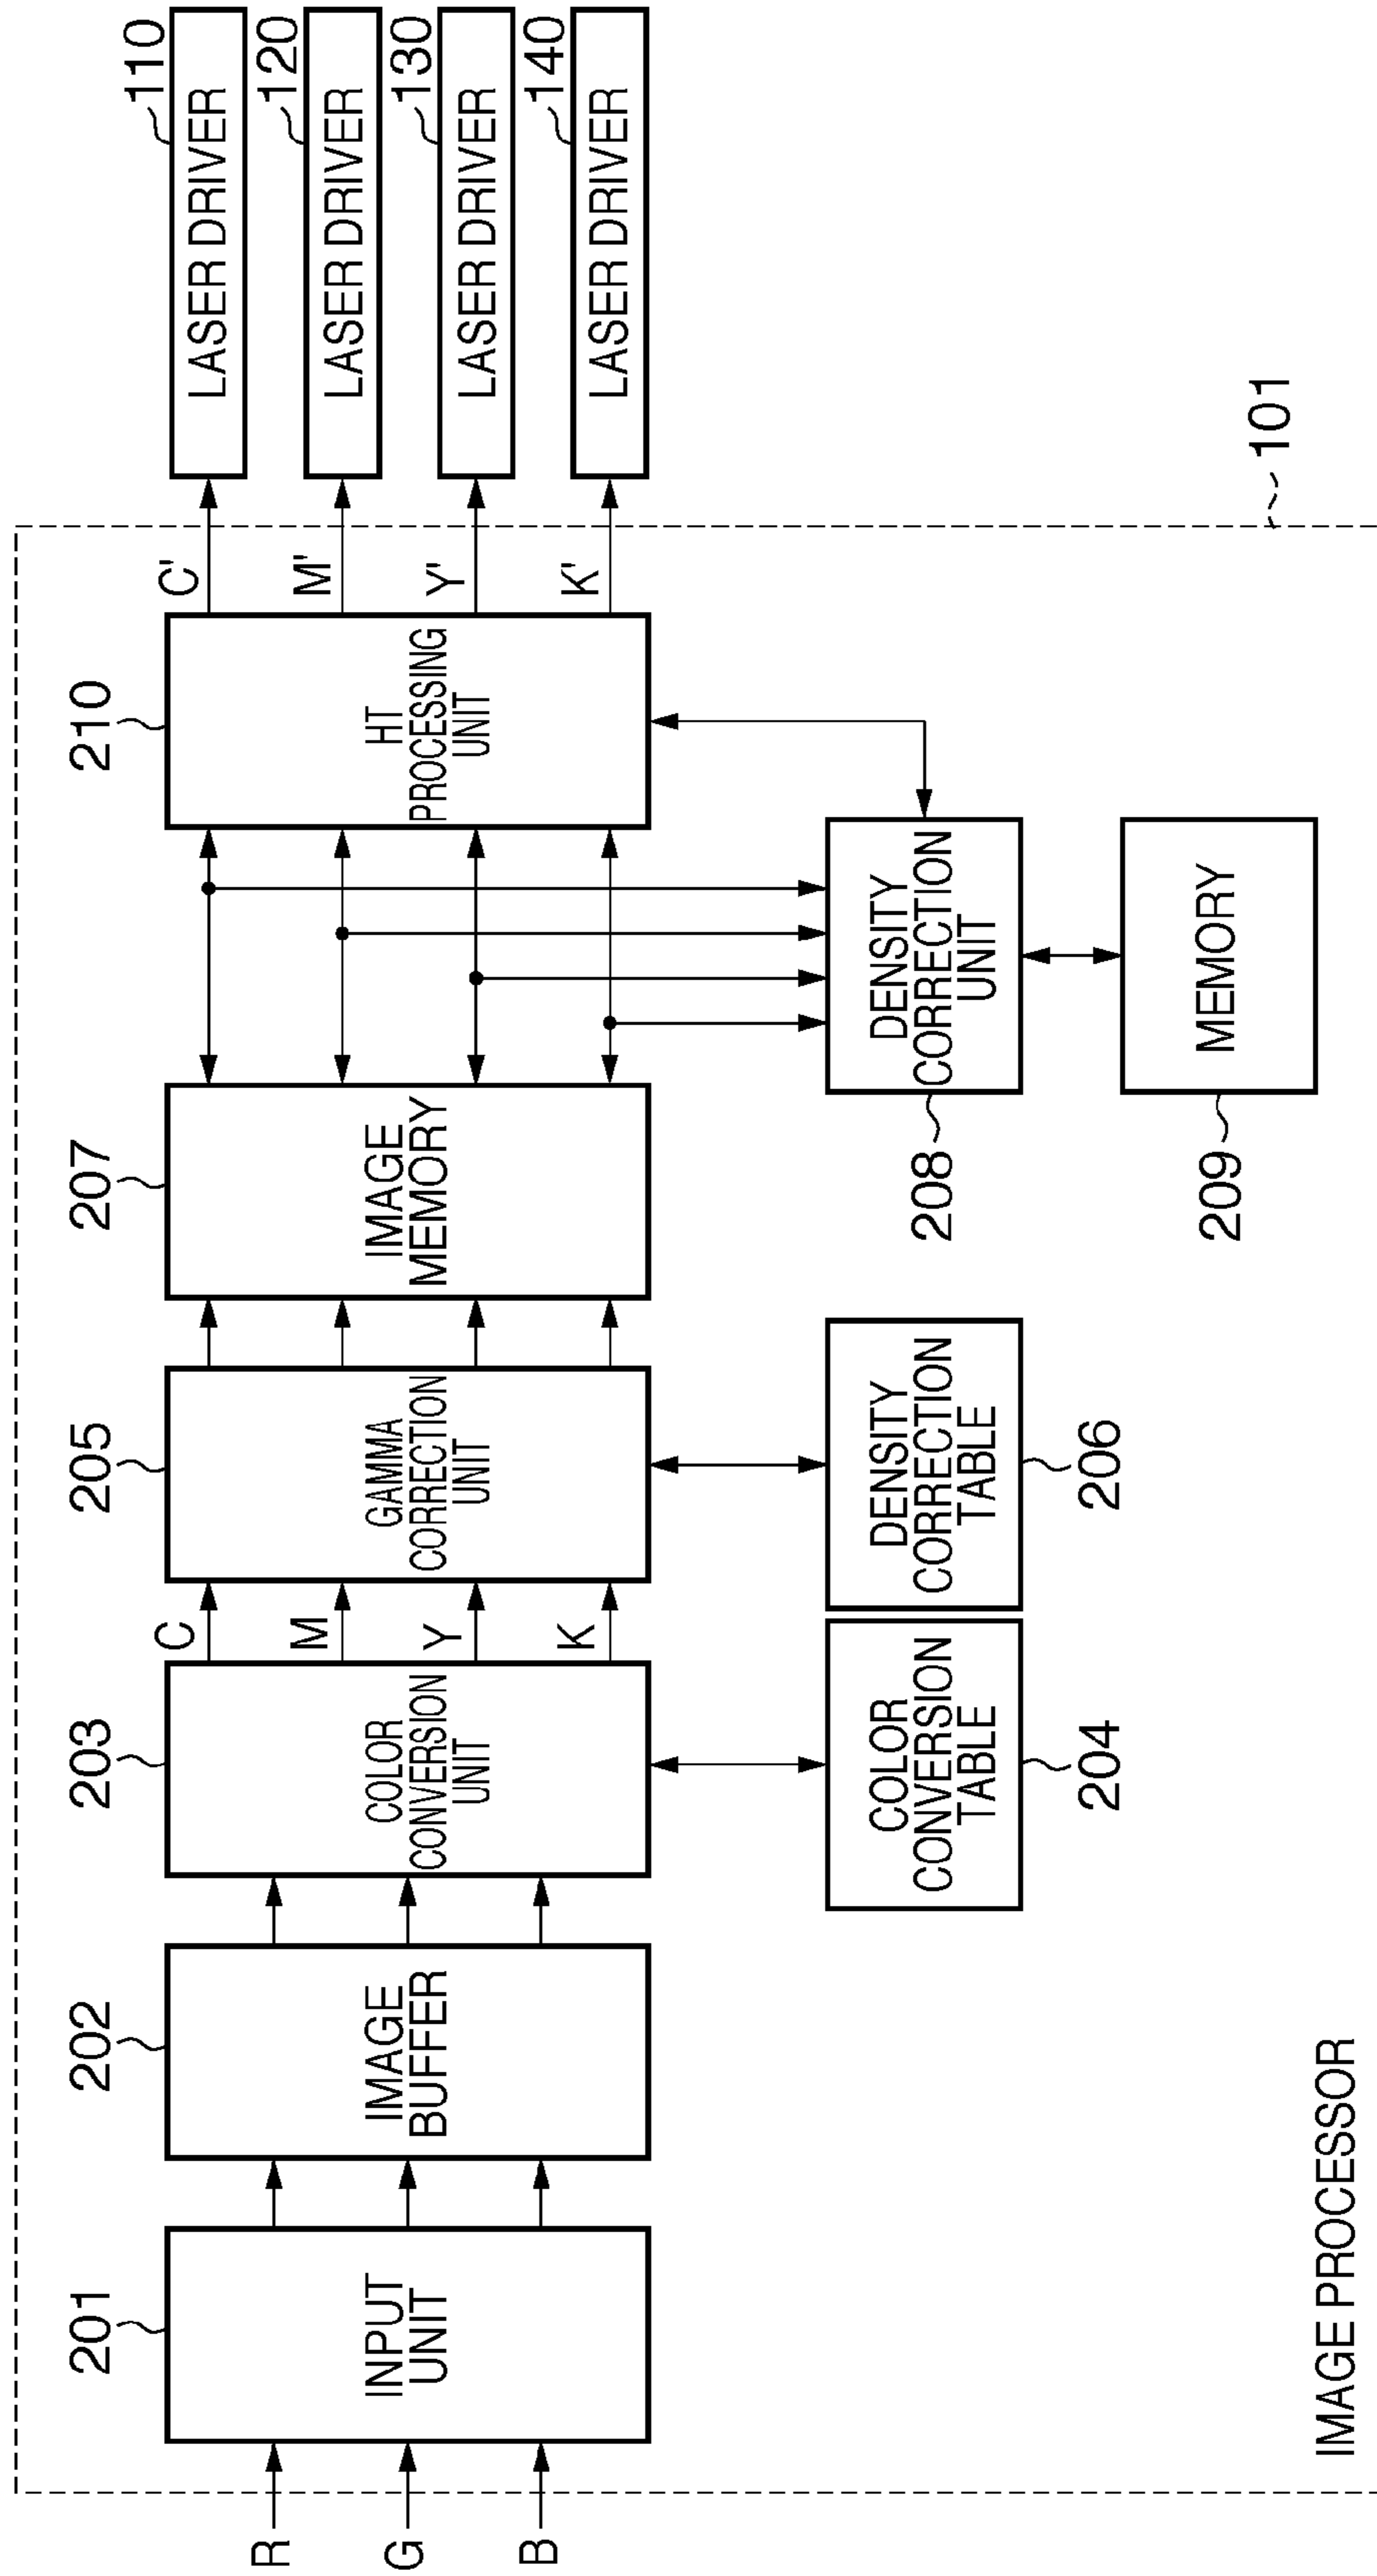 R
G
B
201
INPUT
UNIT
202
IMAGE
BUFFER
203
COLOR
CONVERSION
UNIT
C
M
Y
K
205
GAMMA
CORRECTION
UNIT
207
IMAGE
MEMORY
210
HT
PROCESSING
UNIT
C'
M'
Y'
K'
110
LASER DRIVER
120
LASER DRIVER
130
LASER DRIVER
140
LASER DRIVER
COLOR
CONVERSION
TABLE
204
DENSITY
CORRECTION
TABLE
206
208
DENSITY
CORRECTION
UNIT
209
MEMORY
101
IMAGE PROCESSOR